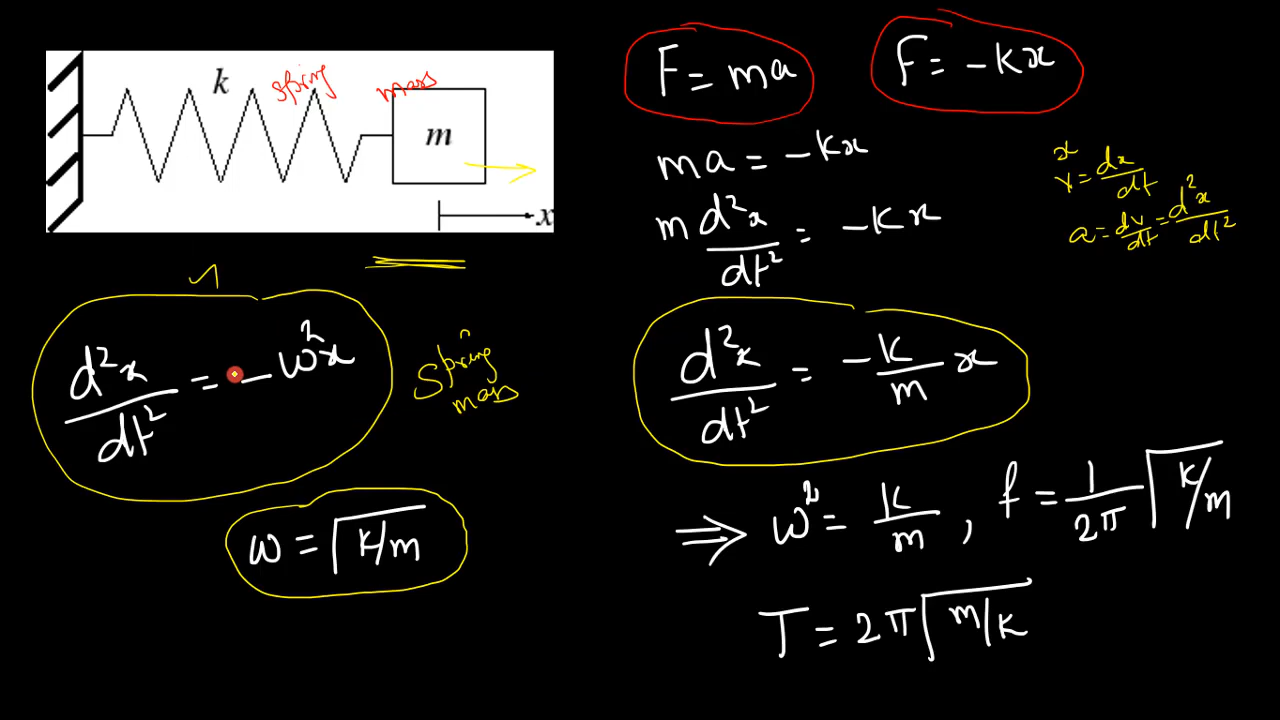 k
spring
mass
m
x
F = ma
F = -kx
ma = -kx
m d²x/dt² = -kx
x
v = dx/dt
a = dv/dt = d²x/dt²
d²x/dt² = -ω²x
Spring
mass
d²x/dt² = -k/m x
ω = √k/m
⇒ ω² = k/m , f = 1/2π √k/m
T = 2π √m/k